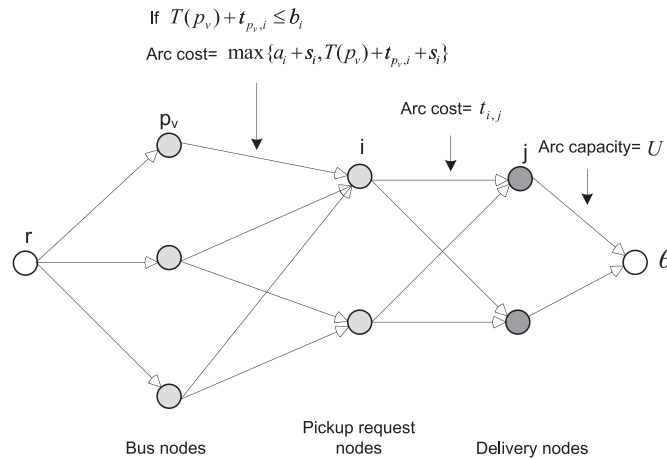 If T(p_v) + t_{p_v,i} ≤ b_i
Arc cost= max{a_i + s_i, T(p_v) + t_{p_v,i} + s_i}
Arc cost= t_{i,j}
p_v
i
j
Arc capacity= U
r
θ
Bus nodes
Pickup request
nodes
Delivery nodes